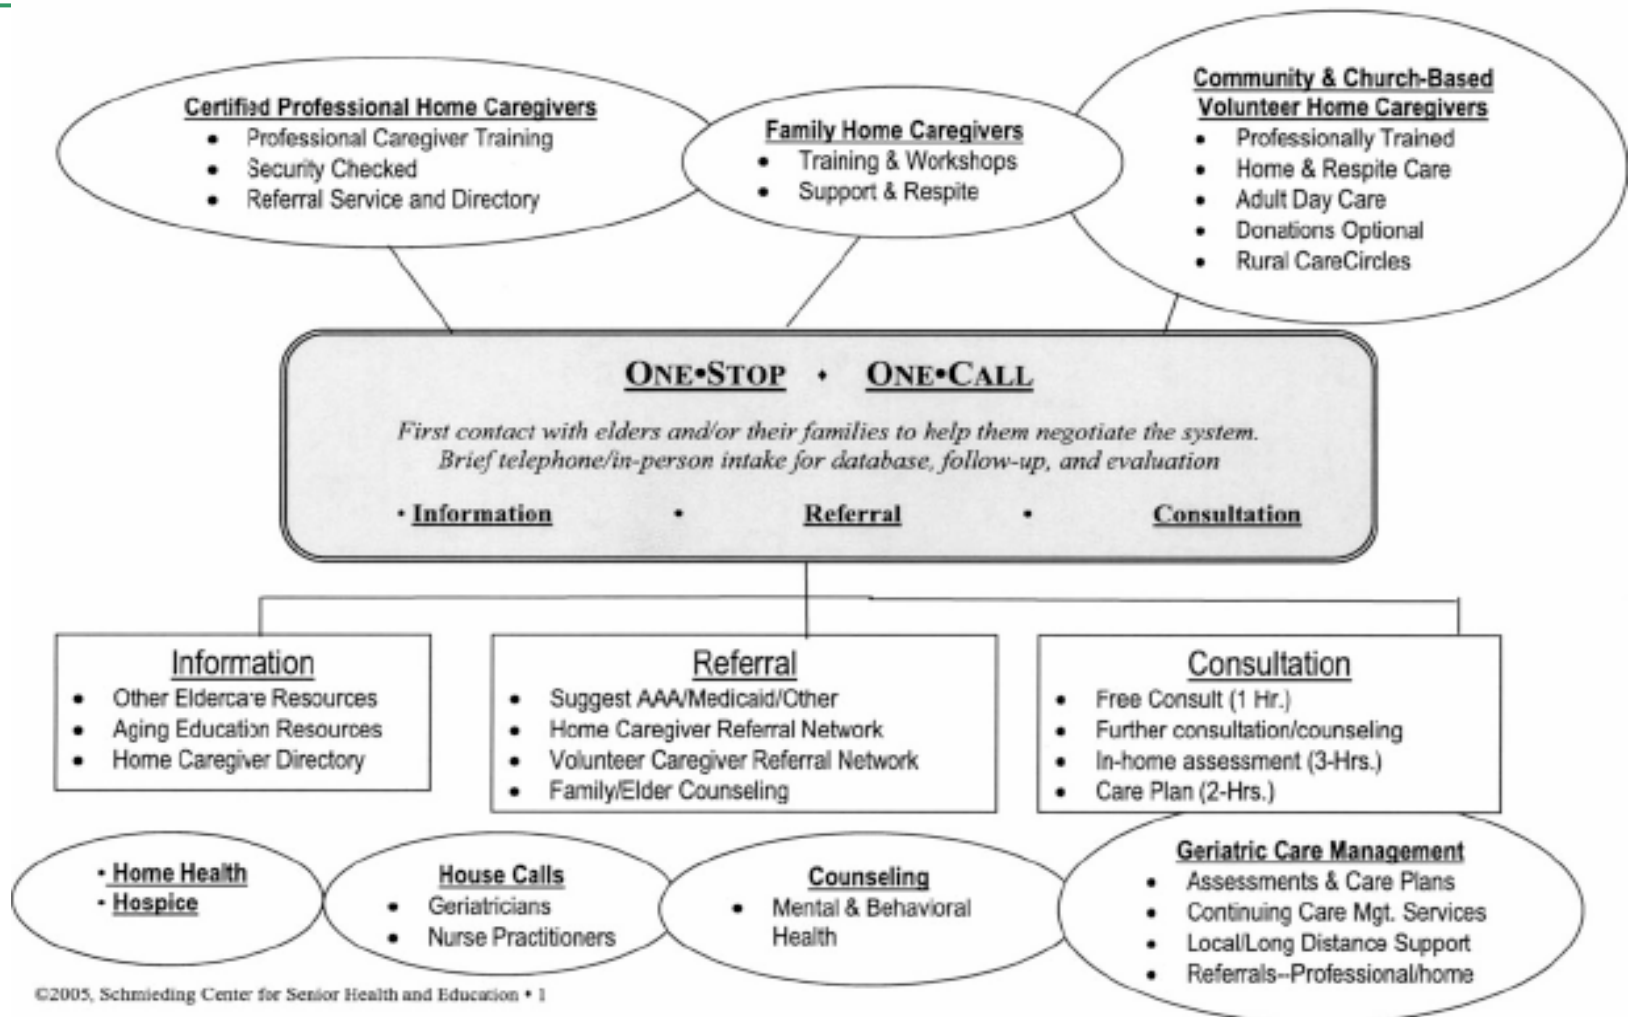 Certified Professional Home Caregivers
• Professional Caregiver Training
• Security Checked
• Referral Service and Directory
Family Home Caregivers
• Training & Workshops
• Support & Respite
Community & Church-Based
Volunteer Home Caregivers
• Professionally Trained
• Home & Respite Care
• Adult Day Care
• Donations Optional
• Rural CareCircles
ONE•STOP • ONE•CALL
First contact with elders and/or their families to help them negotiate the system.
Brief telephone/in-person intake for database, follow-up, and evaluation
• Information • Referral • Consultation
Information
• Other Eldercare Resources
• Aging Education Resources
• Home Caregiver Directory
Referral
• Suggest AAA/Medicaid/Other
• Home Caregiver Referral Network
• Volunteer Caregiver Referral Network
• Family/Elder Counseling
Consultation
• Free Consult (1 Hr.)
• Further consultation/counseling
• In-home assessment (3-Hrs.)
• Care Plan (2-Hrs.)
• Home Health
- Hospice
House Calls
• Geriatricians
• Nurse Practitioners
Counseling
• Mental & Behavioral
Health
Geriatric Care Management
• Assessments & Care Plans
• Continuing Care Mgt. Services
• Local/Long Distance Support
• Referrals--Professional/home
©2005, Schmieding Center for Senior Health and Education • 1